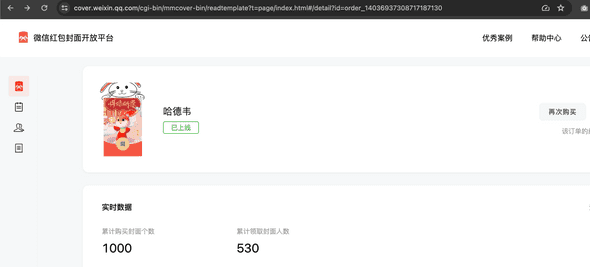 cover.weixin.qq.com/cgi-bin/mmcover-bin/readtemplate?t=page/index.html#/detail?id=order_14036937308717187130
微信红包封面开放平台
优秀案例
帮助中心
哈德韦
已上线
再次购买
该订单的
实时数据
累计购买封面个数
累计领取封面人数
1000
530